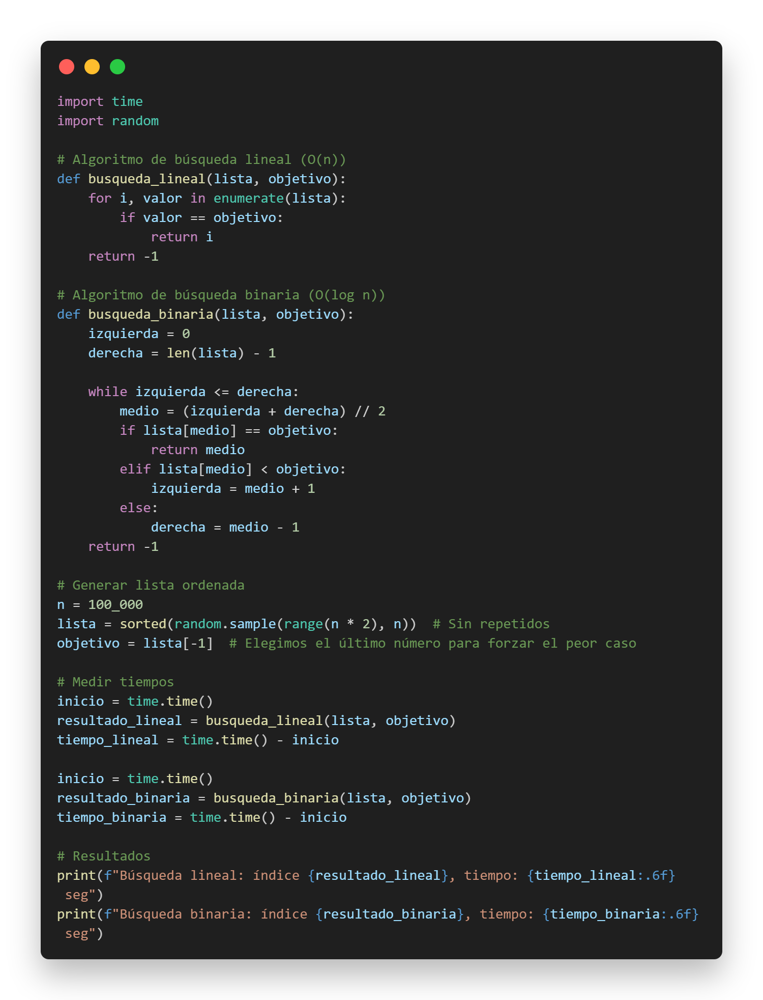 import time
import random

# Algoritmo de búsqueda lineal (O(n))
def busqueda_lineal(lista, objetivo):
    for i, valor in enumerate(lista):
        if valor == objetivo:
            return i
    return -1

# Algoritmo de búsqueda binaria (O(log n))
def busqueda_binaria(lista, objetivo):
    izquierda = 0
    derecha = len(lista) - 1

    while izquierda <= derecha:
        medio = (izquierda + derecha) // 2
        if lista[medio] == objetivo:
            return medio
        elif lista[medio] < objetivo:
            izquierda = medio + 1
        else:
            derecha = medio - 1
    return -1

# Generar lista ordenada
n = 100_000
lista = sorted(random.sample(range(n * 2), n))  # Sin repetidos
objetivo = lista[-1]  # Elegimos el último número para forzar el peor caso

# Medir tiempos
inicio = time.time()
resultado_lineal = busqueda_lineal(lista, objetivo)
tiempo_lineal = time.time() - inicio

inicio = time.time()
resultado_binaria = busqueda_binaria(lista, objetivo)
tiempo_binaria = time.time() - inicio

# Resultados
print(f"Búsqueda lineal: índice {resultado_lineal}, tiempo: {tiempo_lineal:.6f}
 seg")
print(f"Búsqueda binaria: índice {resultado_binaria}, tiempo: {tiempo_binaria:.6f}
 seg")